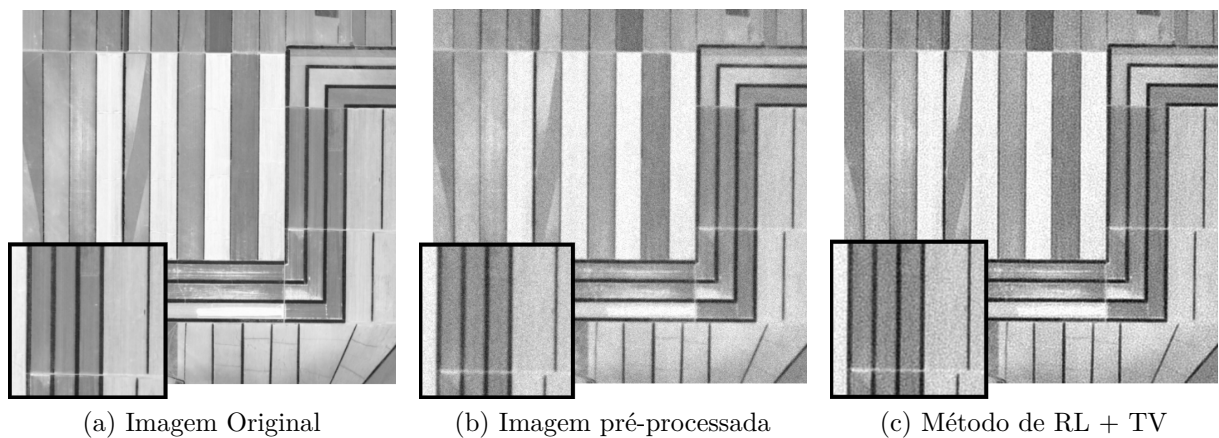 (a) Imagem Original
(b) Imagem pré-processada
(c) Método de RL + TV